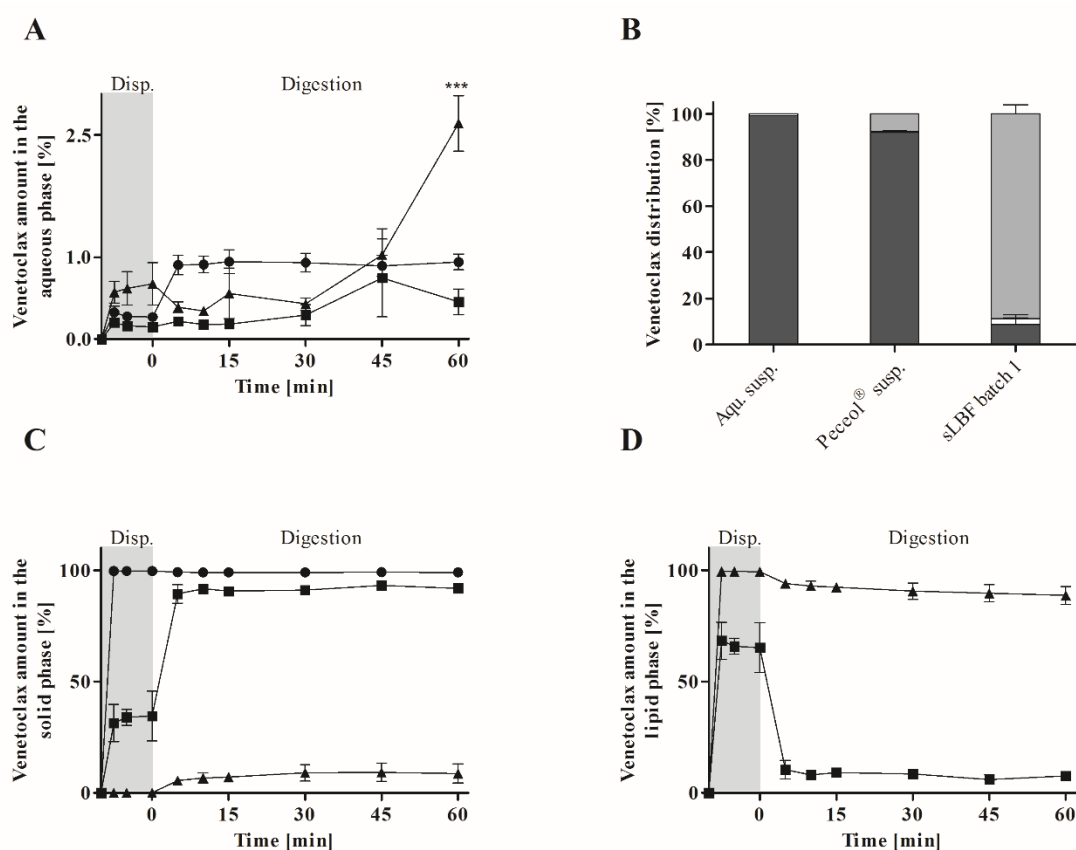 A
B
Disp.
Digestion
***
Venetoclax amount in the
aqueous phase [%]
2.5
1.0
0.0
0
15
30
45
60
Time [min]
Venetoclax distribution [%]
100
80
60
40
20
0
Aqu. susp.
Peceol® susp.
sLBF batch 1
C
D
Disp.
Digestion
Venetoclax amount in the
solid phase [%]
100
50
0
0
15
30
45
60
Time [min]
Disp.
Digestion
Venetoclax amount in the
lipid phase [%]
100
50
0
0
15
30
45
60
Time [min]